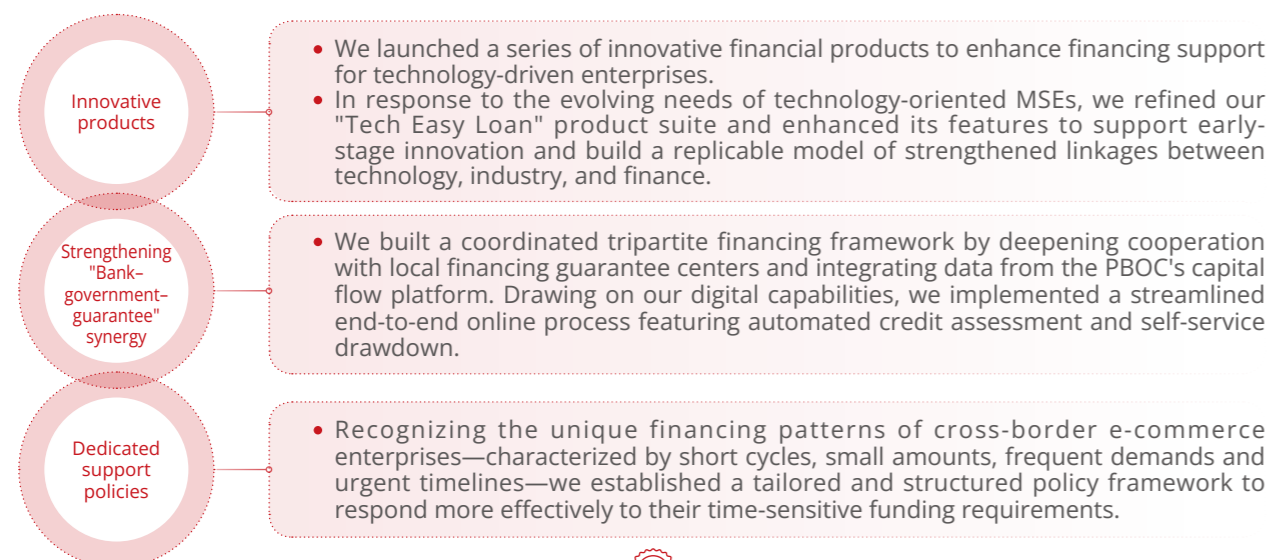 Innovative
products
• We launched a series of innovative financial products to enhance financing support
for technology-driven enterprises.
• In response to the evolving needs of technology-oriented MSEs, we refined our
"Tech Easy Loan" product suite and enhanced its features to support early-
stage innovation and build a replicable model of strengthened linkages between
technology, industry, and finance.
Strengthening
"Bank–
government–
guarantee"
synergy
• We built a coordinated tripartite financing framework by deepening cooperation
with local financing guarantee centers and integrating data from the PBOC's capital
flow platform. Drawing on our digital capabilities, we implemented a streamlined
end-to-end online process featuring automated credit assessment and self-service
drawdown.
Dedicated
support
policies
• Recognizing the unique financing patterns of cross-border e-commerce
enterprises—characterized by short cycles, small amounts, frequent demands and
urgent timelines—we established a tailored and structured policy framework to
respond more effectively to their time-sensitive funding requirements.